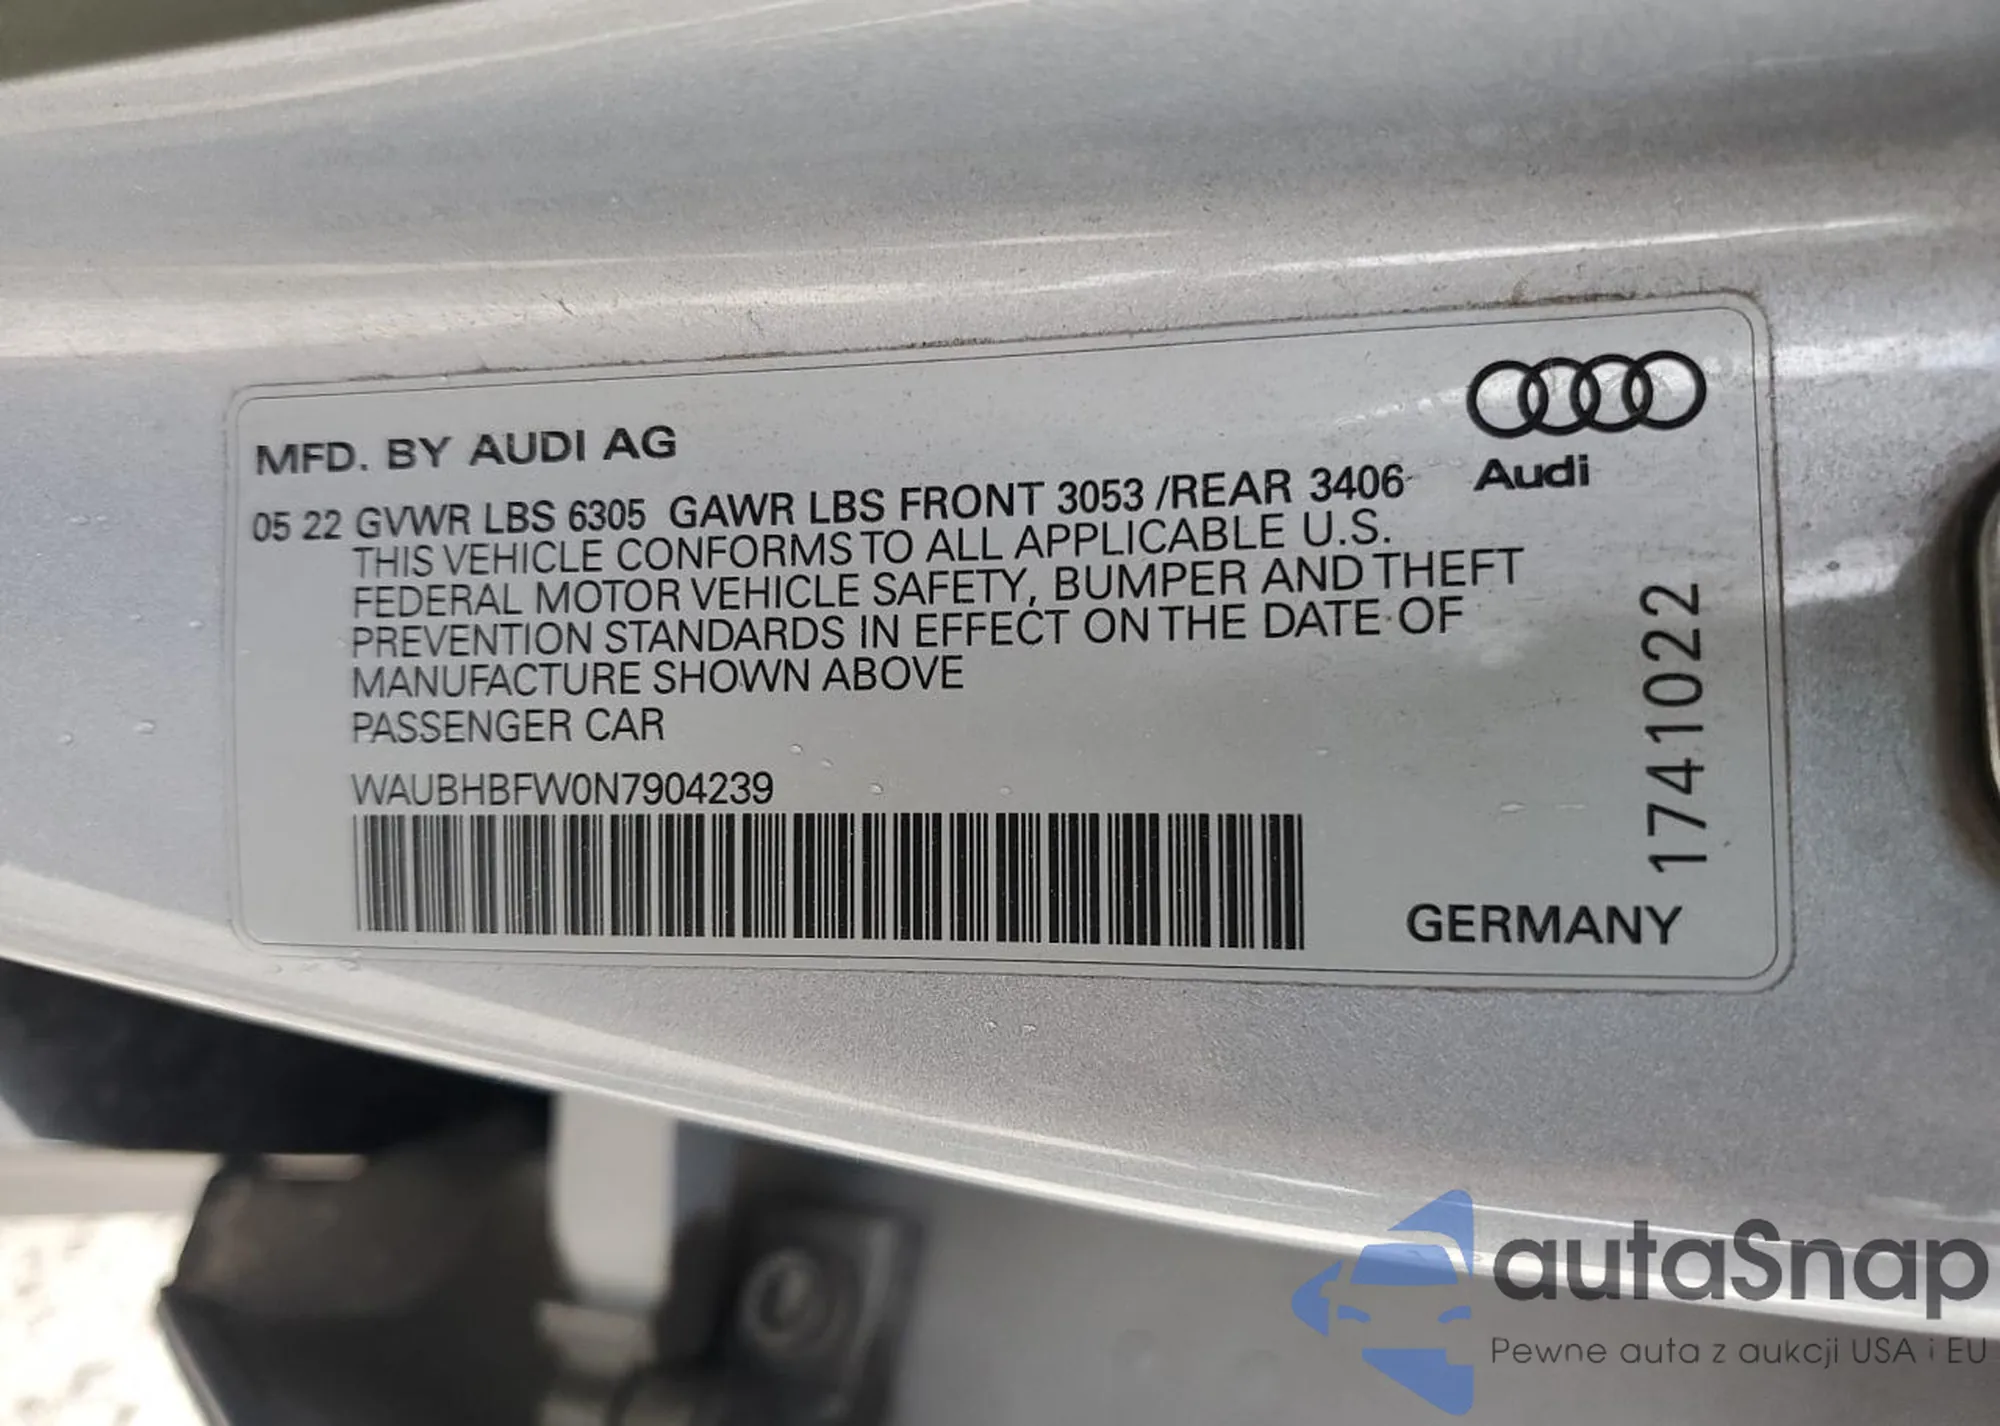 MFD. BY AUDI AG
Audi
05 22 GVWR LBS 6305 GAWR LBS FRONT 3053 /REAR 3406
THIS VEHICLE CONFORMS TO ALL APPLICABLE U.S.
FEDERAL MOTOR VEHICLE SAFETY, BUMPER AND THEFT
PREVENTION STANDARDS IN EFFECT ON THE DATE OF
MANUFACTURE SHOWN ABOVE
PASSENGER CAR
WAUBHBFW0N7904239
1741022
GERMANY
autaSnap
Pewne auta z aukcji USA i EU